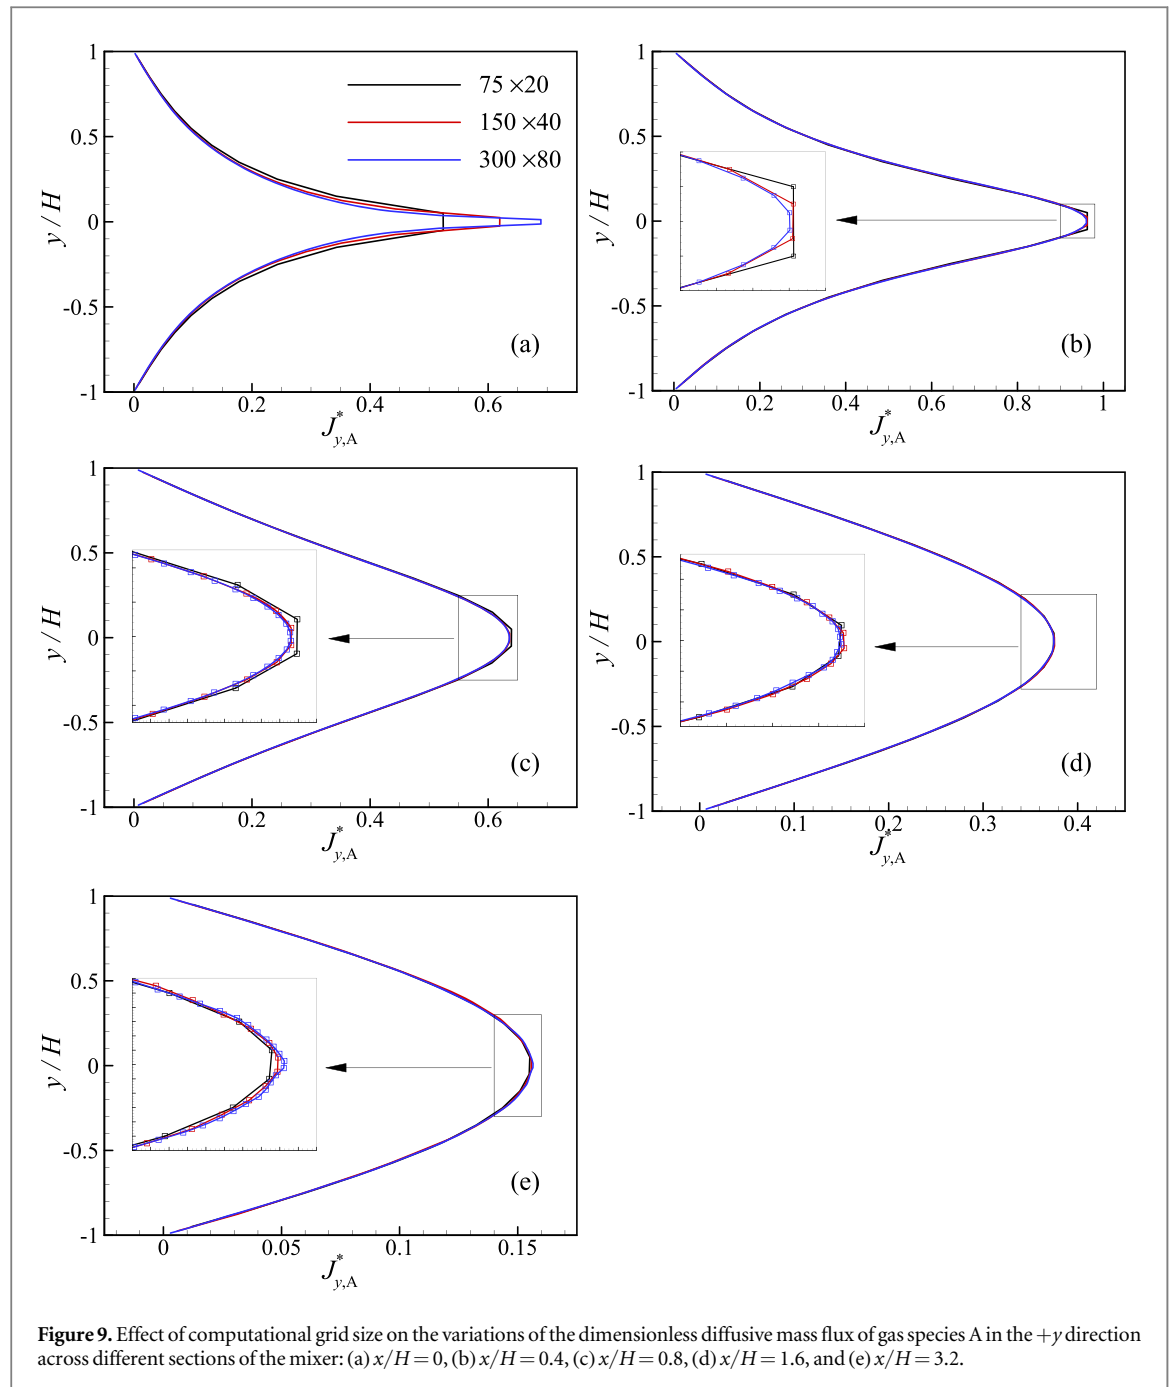 1
0.5
0
-0.5
-1
y / H
75 ×20
150 ×40
300 ×80
(a)
0 0.2 0.4 0.6
J*y,A
1
0.5
0
-0.5
-1
y / H
(b)
0 0.2 0.4 0.6 0.8 1
J*y,A
1
0.5
0
-0.5
-1
y / H
(c)
0 0.2 0.4 0.6
J*y,A
1
0.5
0
-0.5
-1
y / H
(d)
0 0.1 0.2 0.3 0.4
J*y,A
1
0.5
0
-0.5
-1
y / H
(e)
0 0.05 0.1 0.15
J*y,A
Figure 9. Effect of computational grid size on the variations of the dimensionless diffusive mass flux of gas species A in the +y direction
across different sections of the mixer: (a) x/H = 0, (b) x/H = 0.4, (c) x/H = 0.8, (d) x/H = 1.6, and (e) x/H = 3.2.